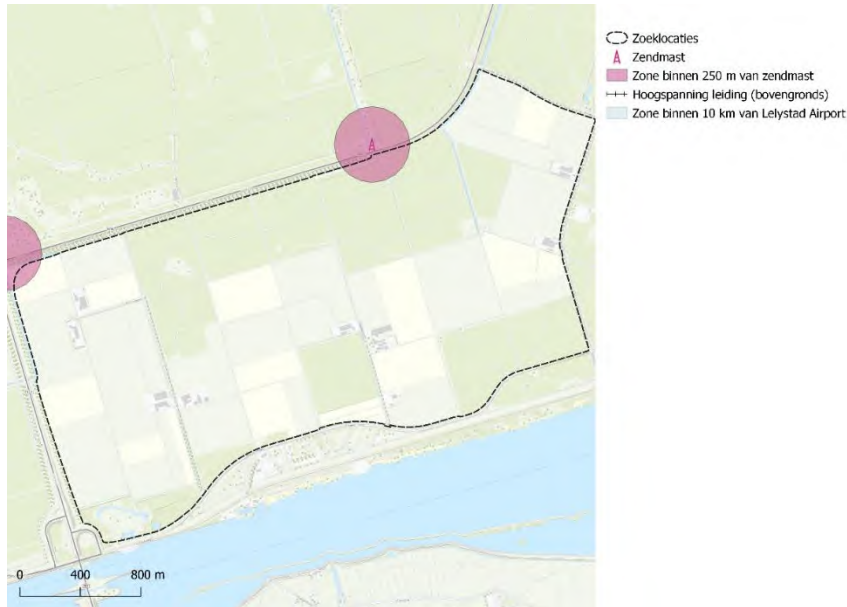 Zoeklocaties
Zendmast
Zone binnen 250 m van zendmast
Hoogspanning leiding (bovengronds)
Zone binnen 10 km van Lelystad Airport
0 400 800 m